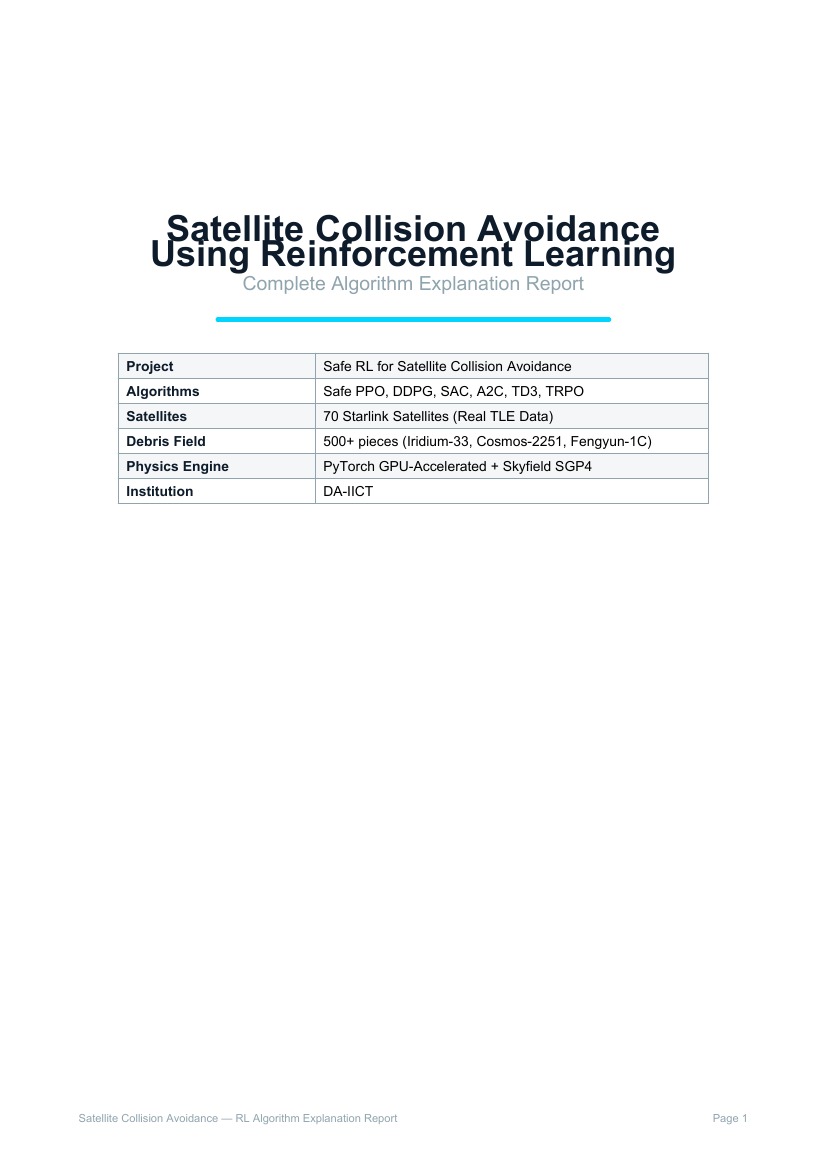 Satellite Collision Avoidance
Using Reinforcement Learning
Complete Algorithm Explanation Report
Project Safe RL for Satellite Collision Avoidance
Algorithms Safe PPO, DDPG, SAC, A2C, TD3, TRPO
Satellites 70 Starlink Satellites (Real TLE Data)
Debris Field 500+ pieces (Iridium-33, Cosmos-2251, Fengyun-1C)
Physics Engine PyTorch GPU-Accelerated + Skyfield SGP4
Institution DA-IICT
Satellite Collision Avoidance — RL Algorithm Explanation Report Page 1